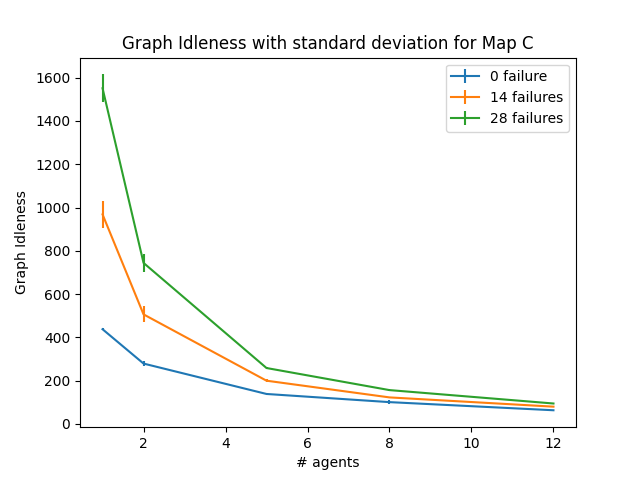 Graph Idleness with standard deviation for Map C
0 failure
14 failures
28 failures
1600
1400
1200
1000
800
600
400
200
0
Graph Idleness
2
4
6
8
10
12
# agents